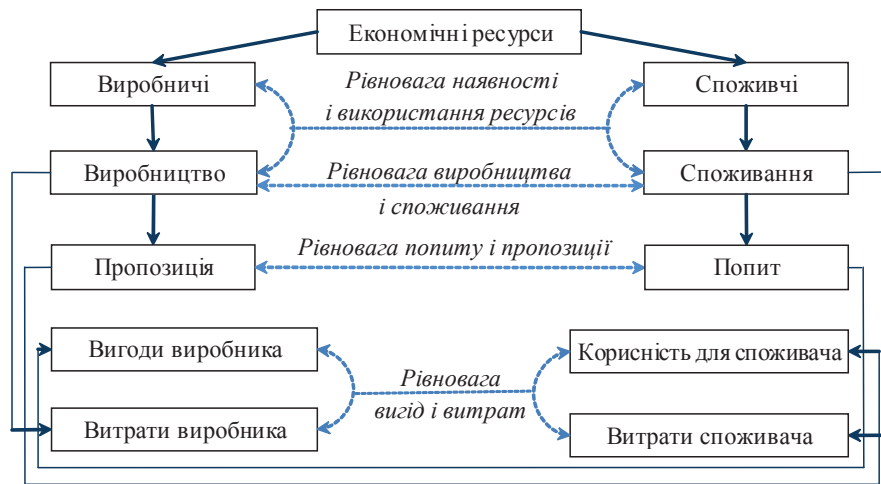 Економічні ресурси
Виробничі
Рівновага наявності
і використання ресурсів
Споживчі
Виробництво
Рівновага виробництва
і споживання
Споживання
Рівновага попиту і пропозиції
Пропозиція
Попит
Вигоди виробника
Корисність для споживача
Рівновага
вигід і витрат
Витрати виробника
Витрати споживача